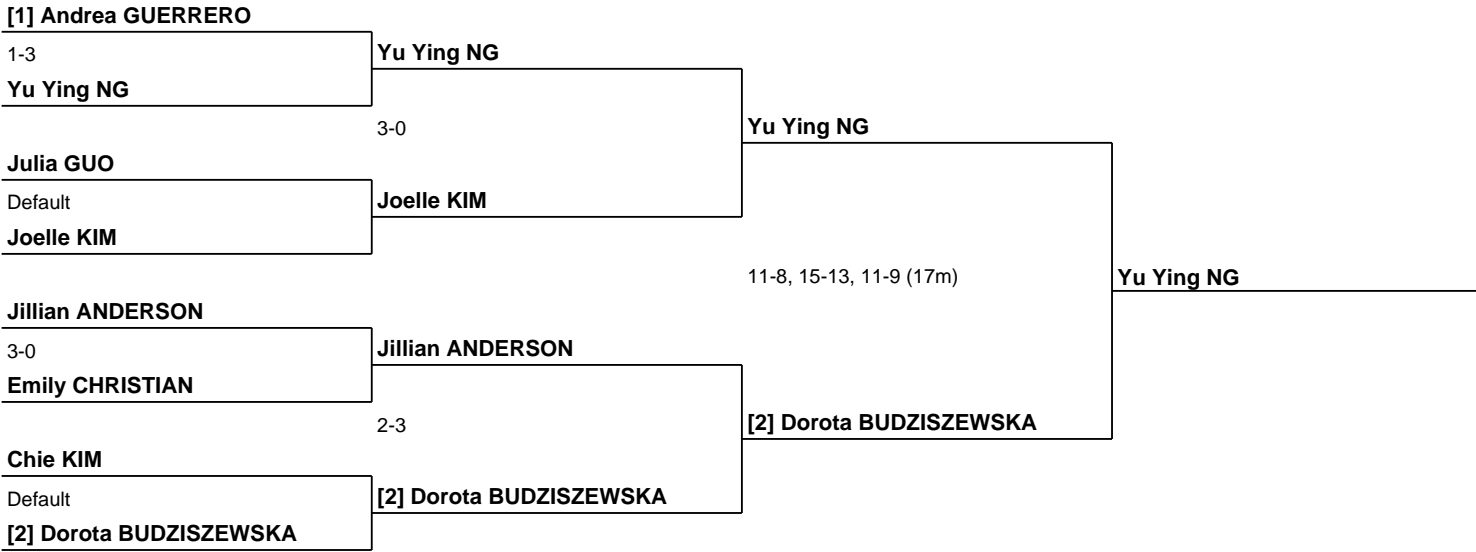 [1] Andrea GUERRERO
1-3
Yu Ying NG
Julia GUO
Default
Joelle KIM
Jillian ANDERSON
3-0
Emily CHRISTIAN
Chie KIM
Default
[2] Dorota BUDZISZEWSKA
Yu Ying NG
3-0
Joelle KIM
Jillian ANDERSON
2-3
[2] Dorota BUDZISZEWSKA
Yu Ying NG
11-8, 15-13, 11-9 (17m)
[2] Dorota BUDZISZEWSKA
Yu Ying NG